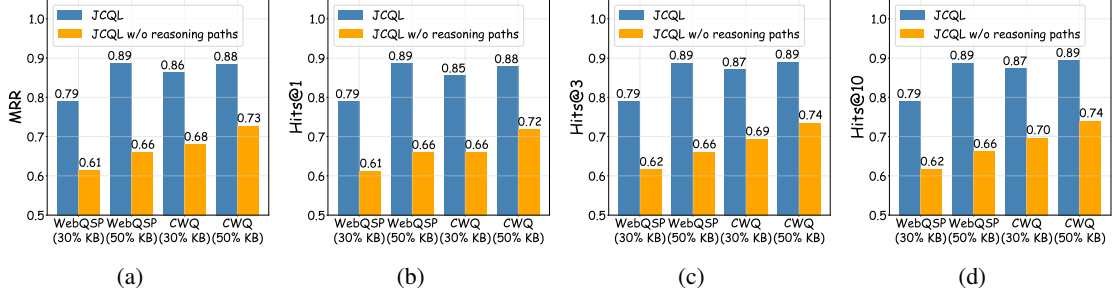 JCQL
JCQL w/o reasoning paths
MRR
1.0
0.9
0.8
0.7
0.6
0.5
0.79
0.61
0.89
0.66
0.86
0.68
0.88
0.73
WebQSP WebQSP CWQ CWQ
(30% KB) (50% KB) (30% KB) (50% KB)
(a)
JCQL
JCQL w/o reasoning paths
Hits@1
1.0
0.9
0.8
0.7
0.6
0.5
0.79
0.61
0.89
0.66
0.85
0.66
0.88
0.72
WebQSP WebQSP CWQ CWQ
(30% KB) (50% KB) (30% KB) (50% KB)
(b)
JCQL
JCQL w/o reasoning paths
Hits@3
1.0
0.9
0.8
0.7
0.6
0.5
0.79
0.62
0.89
0.66
0.87
0.69
0.89
0.74
WebQSP WebQSP CWQ CWQ
(30% KB) (50% KB) (30% KB) (50% KB)
(c)
JCQL
JCQL w/o reasoning paths
Hits@10
1.0
0.9
0.8
0.7
0.6
0.5
0.79
0.62
0.89
0.66
0.87
0.70
0.89
0.74
WebQSP WebQSP CWQ CWQ
(30% KB) (50% KB) (30% KB) (50% KB)
(d)